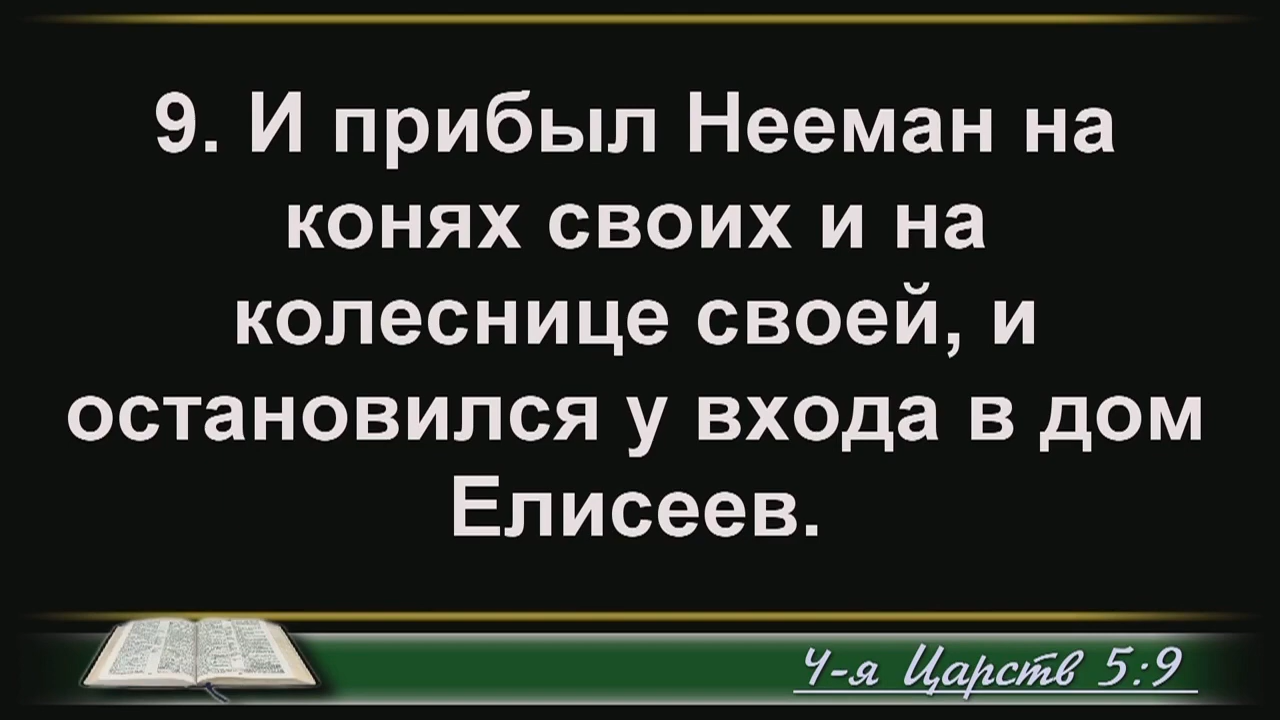 9. И прибыл Нееман на
конях своих и на
колеснице своей, и
остановился у входа в дом
Елисеев.
4-я Царств 5:9